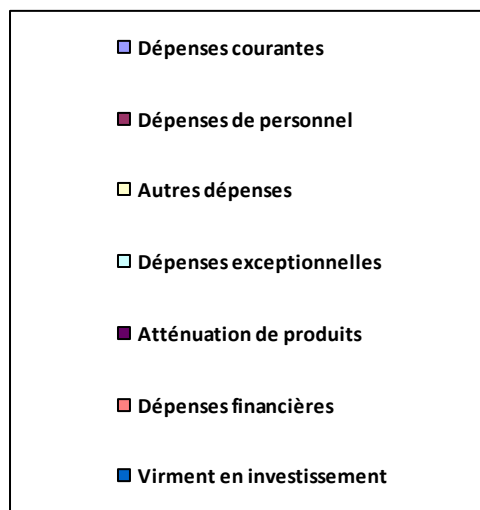 Dépenses courantes
Dépenses de personnel
Autres dépenses
Dépenses exceptionnelles
Atténuation de produits
Dépenses financières
Virment en investissement